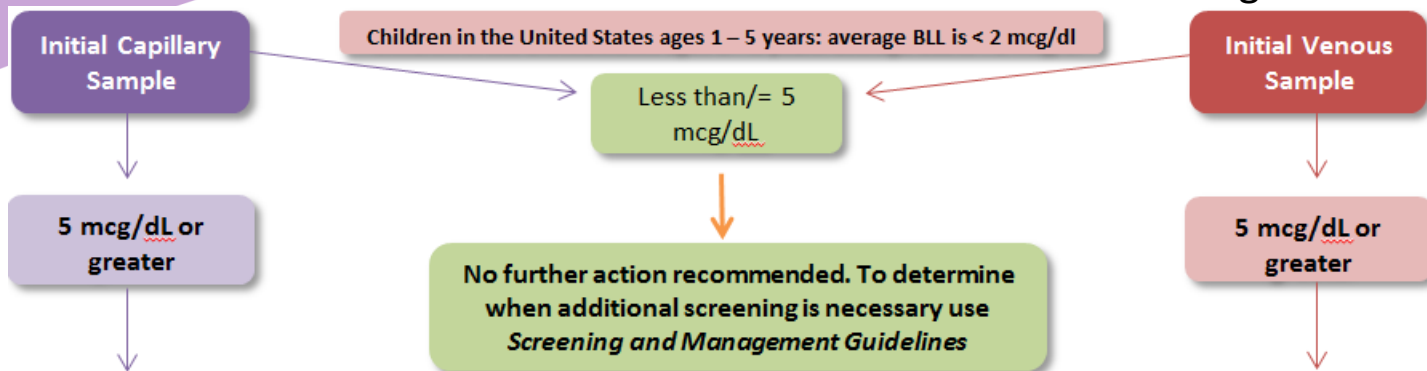 Initial Capillary
Sample
Children in the United States ages 1 – 5 years: average BLL is < 2 mcg/dl
Initial Venous
Sample
Less than/= 5
mcg/dL
5 mcg/dL or
greater
5 mcg/dL or
greater
No further action recommended. To determine
when additional screening is necessary use
Screening and Management Guidelines